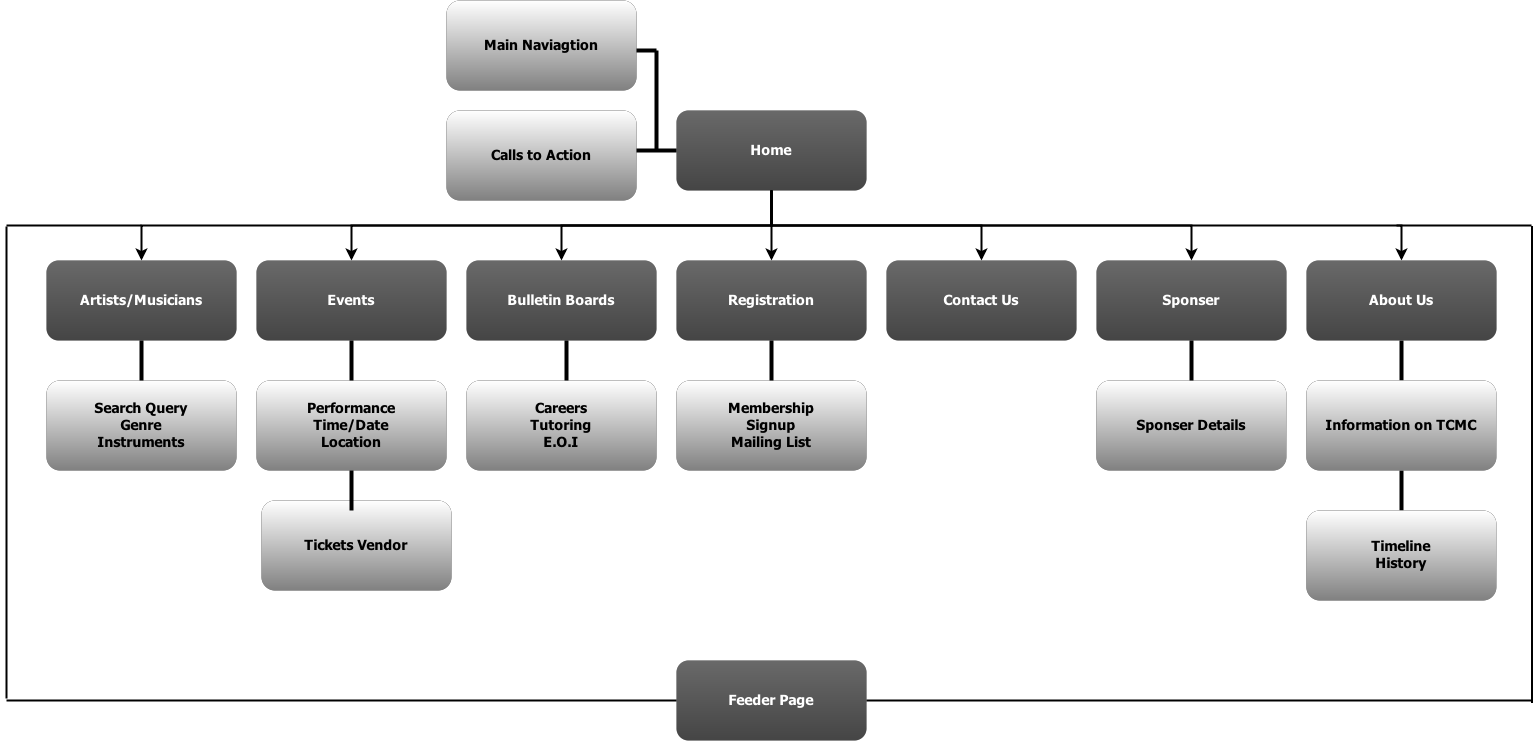 Main Naviagtion
Calls to Action
Home
Artists/Musicians
Events
Bulletin Boards
Registration
Contact Us
Sponser
About Us
Search Query
Genre
Instruments
Performance
Time/Date
Location
Careers
Tutoring
E.O.I
Membership
Signup
Mailing List
Sponser Details
Information on TCMC
Tickets Vendor
Timeline
History
Feeder Page